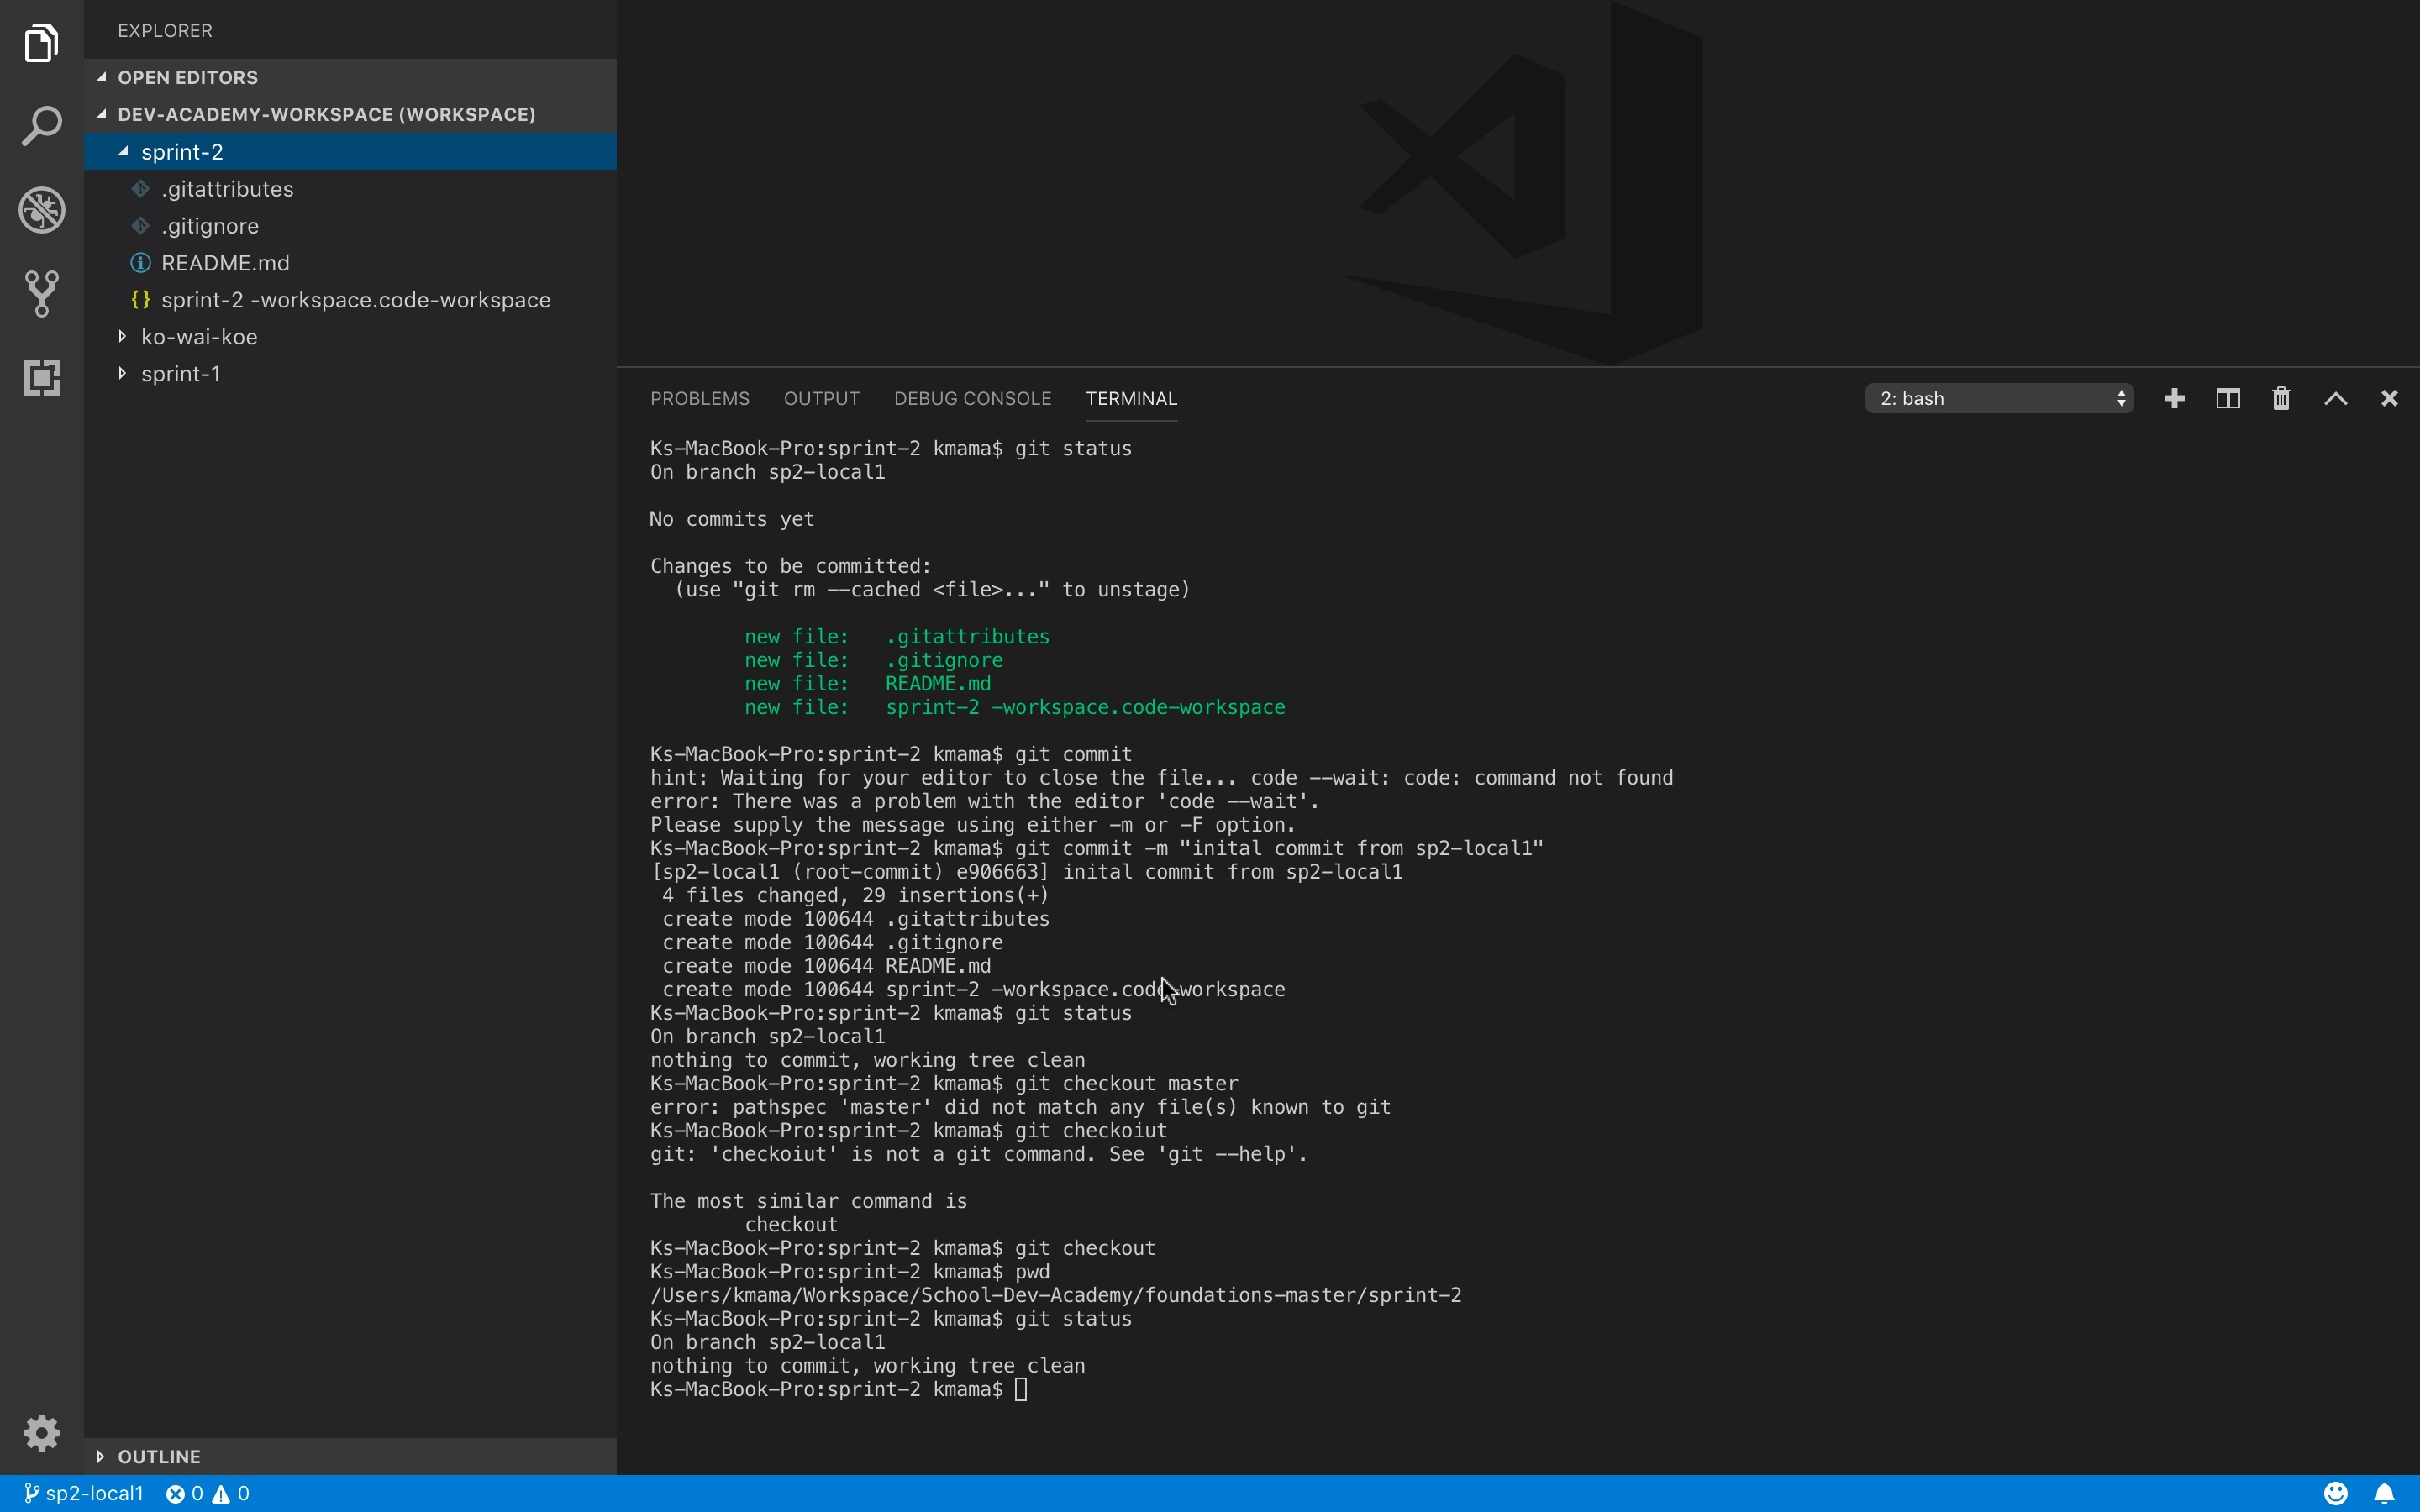 EXPLORER
OPEN EDITORS
DEV-ACADEMY-WORKSPACE (WORKSPACE)
sprint-2
.gitattributes
.gitignore
README.md
sprint-2 -workspace.code-workspace
ko-wai-koe
sprint-1
OUTLINE
PROBLEMS OUTPUT DEBUG CONSOLE TERMINAL 2: bash
Ks-MacBook-Pro:sprint-2 kmama$ git status
On branch sp2-local1
No commits yet
Changes to be committed:
(use "git rm --cached <file>..." to unstage)
new file: .gitattributes
new file: .gitignore
new file: README.md
new file: sprint-2 -workspace.code-workspace
Ks-MacBook-Pro:sprint-2 kmama$ git commit
hint: Waiting for your editor to close the file... code --wait: code: command not found
error: There was a problem with the editor 'code --wait'.
Please supply the message using either -m or -F option.
Ks-MacBook-Pro:sprint-2 kmama$ git commit -m "inital commit from sp2-local1"
[sp2-local1 (root-commit) e906663] inital commit from sp2-local1
4 files changed, 29 insertions(+)
create mode 100644 .gitattributes
create mode 100644 .gitignore
create mode 100644 README.md
create mode 100644 sprint-2 -workspace.code-workspace
Ks-MacBook-Pro:sprint-2 kmama$ git status
On branch sp2-local1
nothing to commit, working tree clean
Ks-MacBook-Pro:sprint-2 kmama$ git checkout master
error: pathspec 'master' did not match any file(s) known to git
Ks-MacBook-Pro:sprint-2 kmama$ git checkoiut
git: 'checkoiut' is not a git command. See 'git --help'.
The most similar command is
checkout
Ks-MacBook-Pro:sprint-2 kmama$ git checkout
Ks-MacBook-Pro:sprint-2 kmama$ pwd
/Users/kmama/Workspace/School-Dev-Academy/foundations-master/sprint-2
Ks-MacBook-Pro:sprint-2 kmama$ git status
On branch sp2-local1
nothing to commit, working tree clean
Ks-MacBook-Pro:sprint-2 kmama$
sp2-local1 0 0